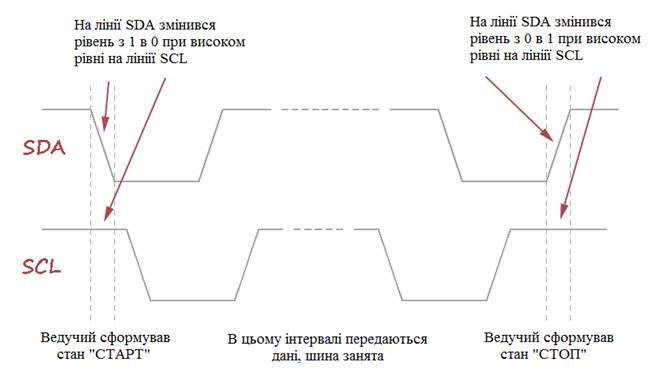 На лінії SDA змінився
рівень з 1 в 0 при високом
рівні на лініії SCL
На лінії SDA змінився
рівень з 0 в 1 при високом
рівні на лініії SCL
SDA
SCL
Ведучий сформував
стан "СТАРТ"
В цьому інтервалі передаються
дані, шина занята
Ведучий сформував
стан "СТОП"